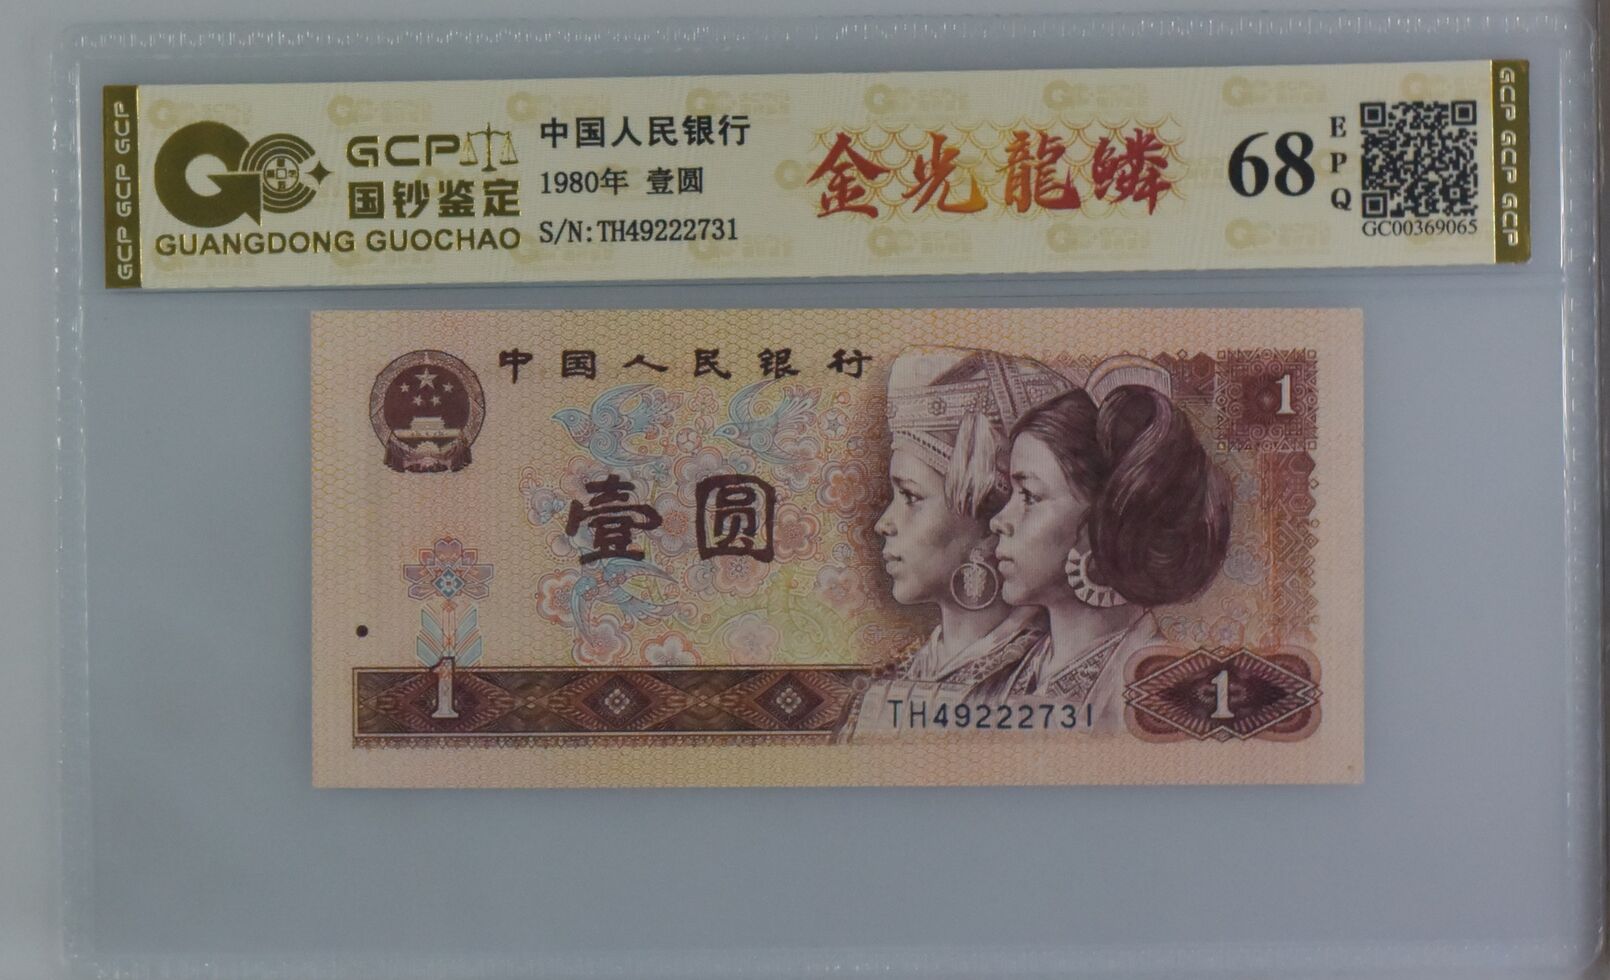 GCP GCP GCP
GCP
国钞鉴定
GUANGDONG GUOCHAO
中国人民银行
1980年 壹圆
S/N:TH49222731
金光龍鳞
68
EPQ
GC00369065
GCP GCP GCP
中国人民银行
1
壹圆
1
TH49222731
1